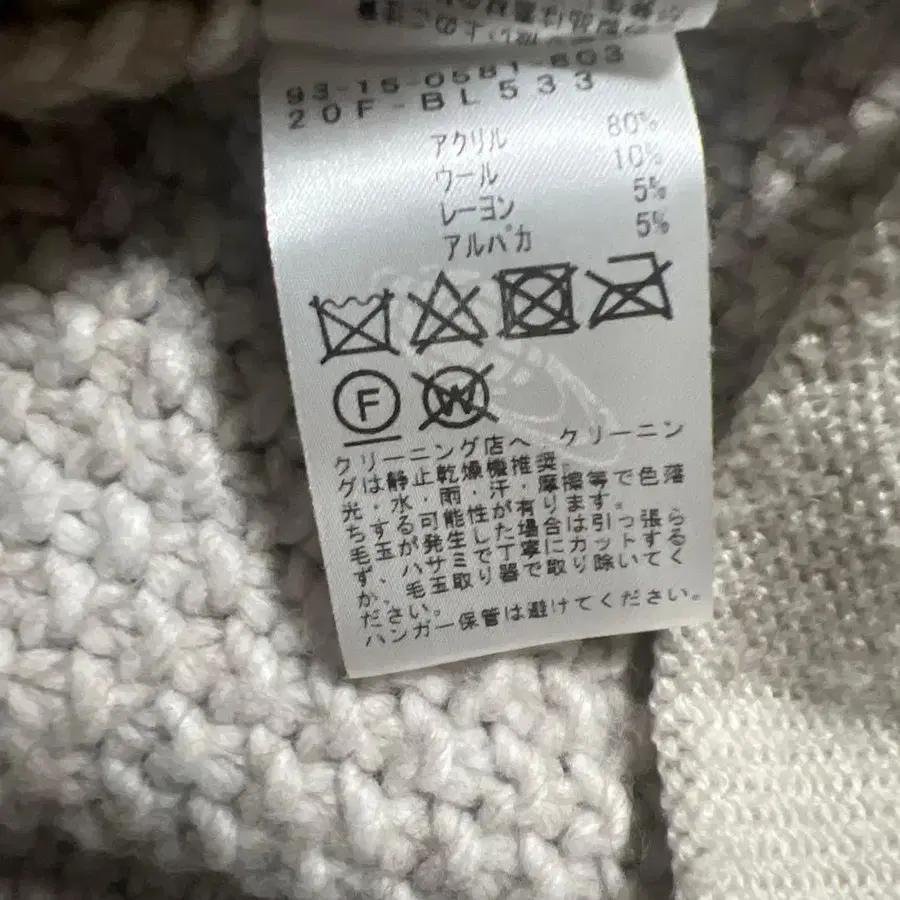 93-16-0581-803
20F-BL533
アクリル 80%
ウール 10%
レーヨン 5%
アルパカ 5%
F W
クリーニング店へ。クリーニン
グは静止乾燥機推奨。
光・水・雨・汗・摩擦等で色落
ちする可能性が有ります。
毛玉が発生した場合は引っ張ら
ず、ハサミで丁寧にカットする
か、毛玉取り器で取り除いてく
ださい。
ハンガー保管は避けてください。